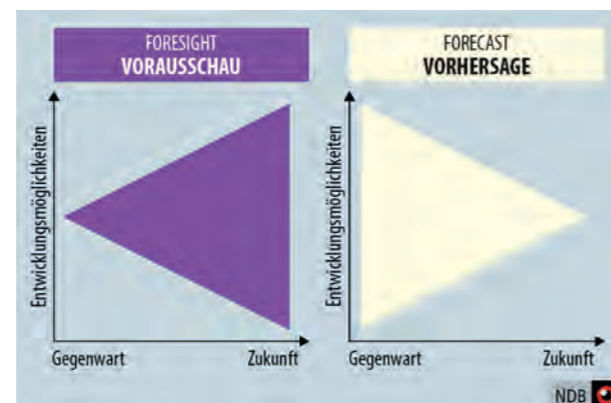 FORESIGHT
VORAUSSCHAU
Entwicklungsmöglichkeiten
Gegenwart
Zukunft
FORECAST
VORHERSAGE
Entwicklungsmöglichkeiten
Gegenwart
Zukunft
NDB